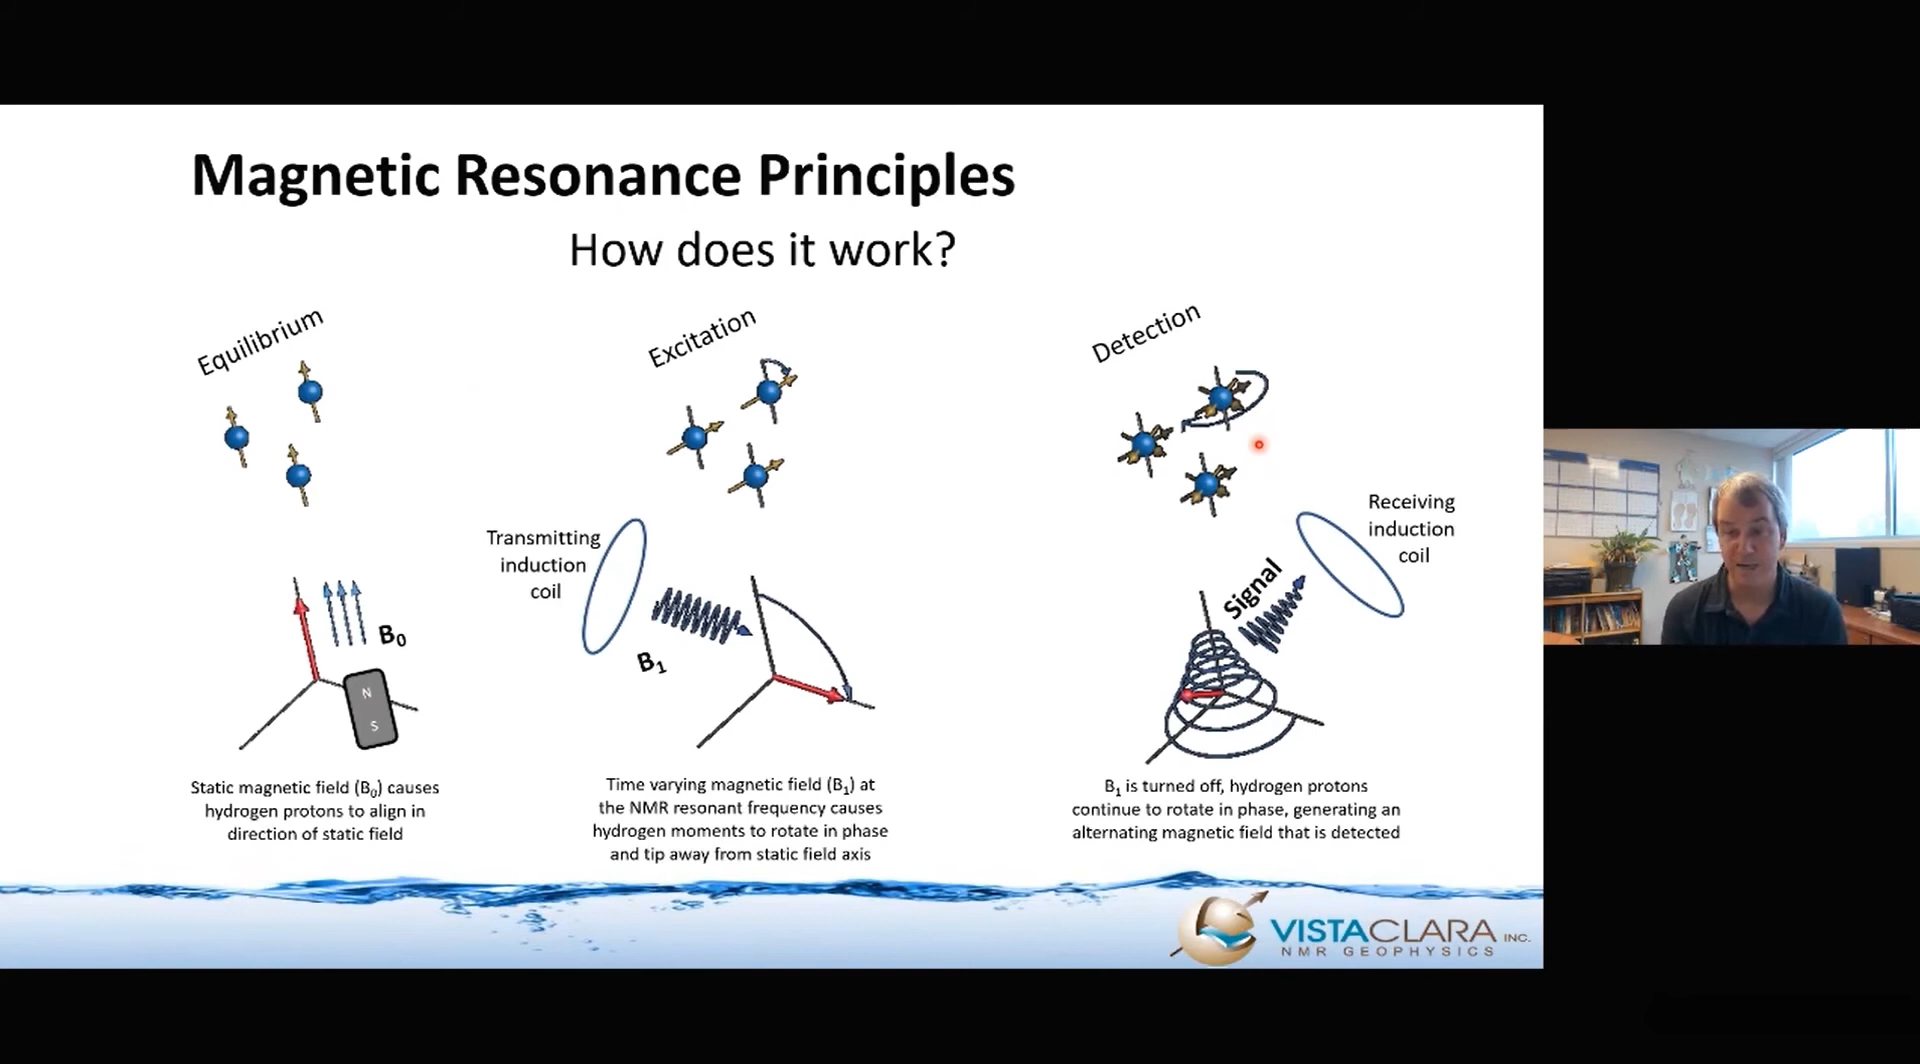 Magnetic Resonance Principles
How does it work?
Equilibrium
B₀
N
S
Static magnetic field (B₀) causes
hydrogen protons to align in
direction of static field
Excitation
Transmitting
induction
coil
B₁
Time varying magnetic field (B₁) at
the NMR resonant frequency causes
hydrogen moments to rotate in phase
and tip away from static field axis
Detection
Receiving
induction
coil
Signal
B₁ is turned off, hydrogen protons
continue to rotate in phase, generating an
alternating magnetic field that is detected
VISTACLARA INC.
NMR GEOPHYSICS